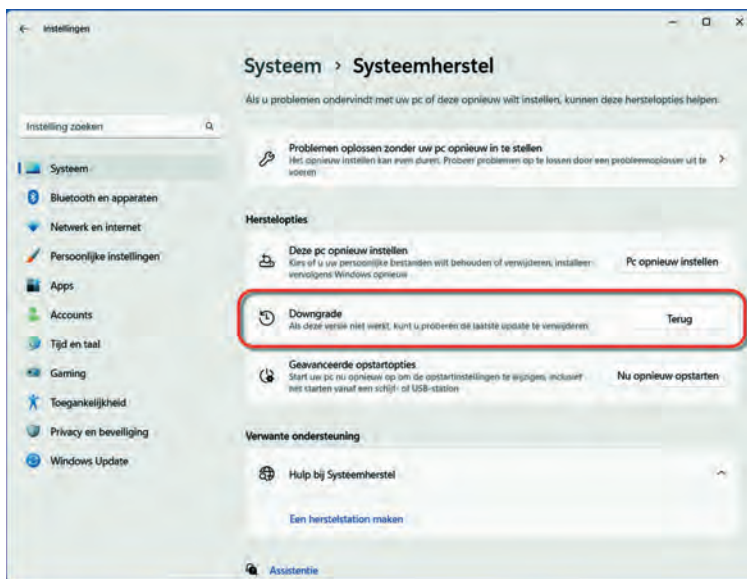 Instellingen
Systeem > Systeemherstel
Als u problemen ondervindt met uw pc of deze opnieuw wilt instellen, kunnen deze herstelopties helpen.
Instelling zoeken
Systeem
Bluetooth en apparaten
Netwerk en internet
Persoonlijke instellingen
Apps
Accounts
Tijd en taal
Gaming
Toegankelijkheid
Privacy en beveiliging
Windows Update
Problemen oplossen zonder uw pc opnieuw in te stellen
Het opnieuw instellen kan even duren. Probeer problemen op te lossen door een probleemoplosser uit te
voeren
Herstelopties
Deze pc opnieuw instellen
Kies of u uw persoonlijke bestanden wilt behouden of verwijderen, installeer
vervolgens Windows opnieuw
Pc opnieuw instellen
Downgrade
Als deze versie niet werkt, kunt u proberen de laatste update te verwijderen
Terug
Geavanceerde opstartopties
Start uw pc nu opnieuw op om de opstartinstellingen te wijzigen, inclusief
het starten vanaf een schijf- of USB-station
Nu opnieuw opstarten
Verwante ondersteuning
Hulp bij Systeemherstel
Een herstelstation maken
Assistentie